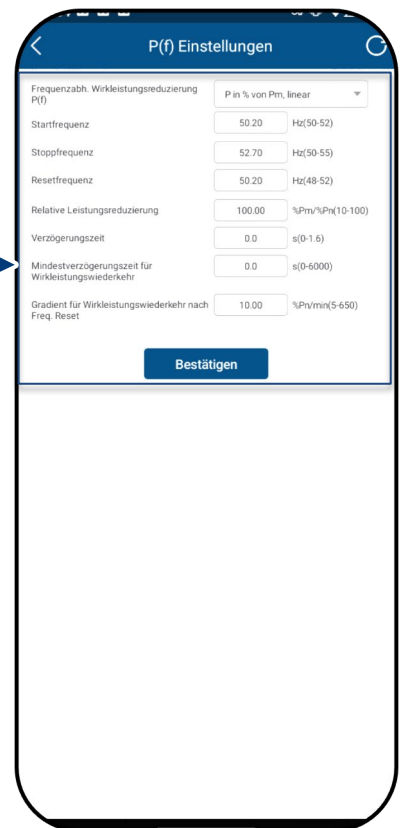 P(f) Einstellungen
Frequenzabh. Wirkleistungsreduzierung
P(f)
P in % von Pm, linear
Startfrequenz 50.20 Hz(50-52)
Stoppfrequenz 52.70 Hz(50-55)
Resetfrequenz 50.20 Hz(48-52)
Relative Leistungsreduzierung 100.00 %Pm/%Pn(10-100)
Verzögerungszeit 0.0 s(0-1.6)
Mindestverzögerungszeit für
Wirkleistungswiederkehr
0.0 s(0-6000)
Gradient für Wirkleistungswiederkehr nach
Freq. Reset
10.00 %Pn/min(5-650)
Bestätigen